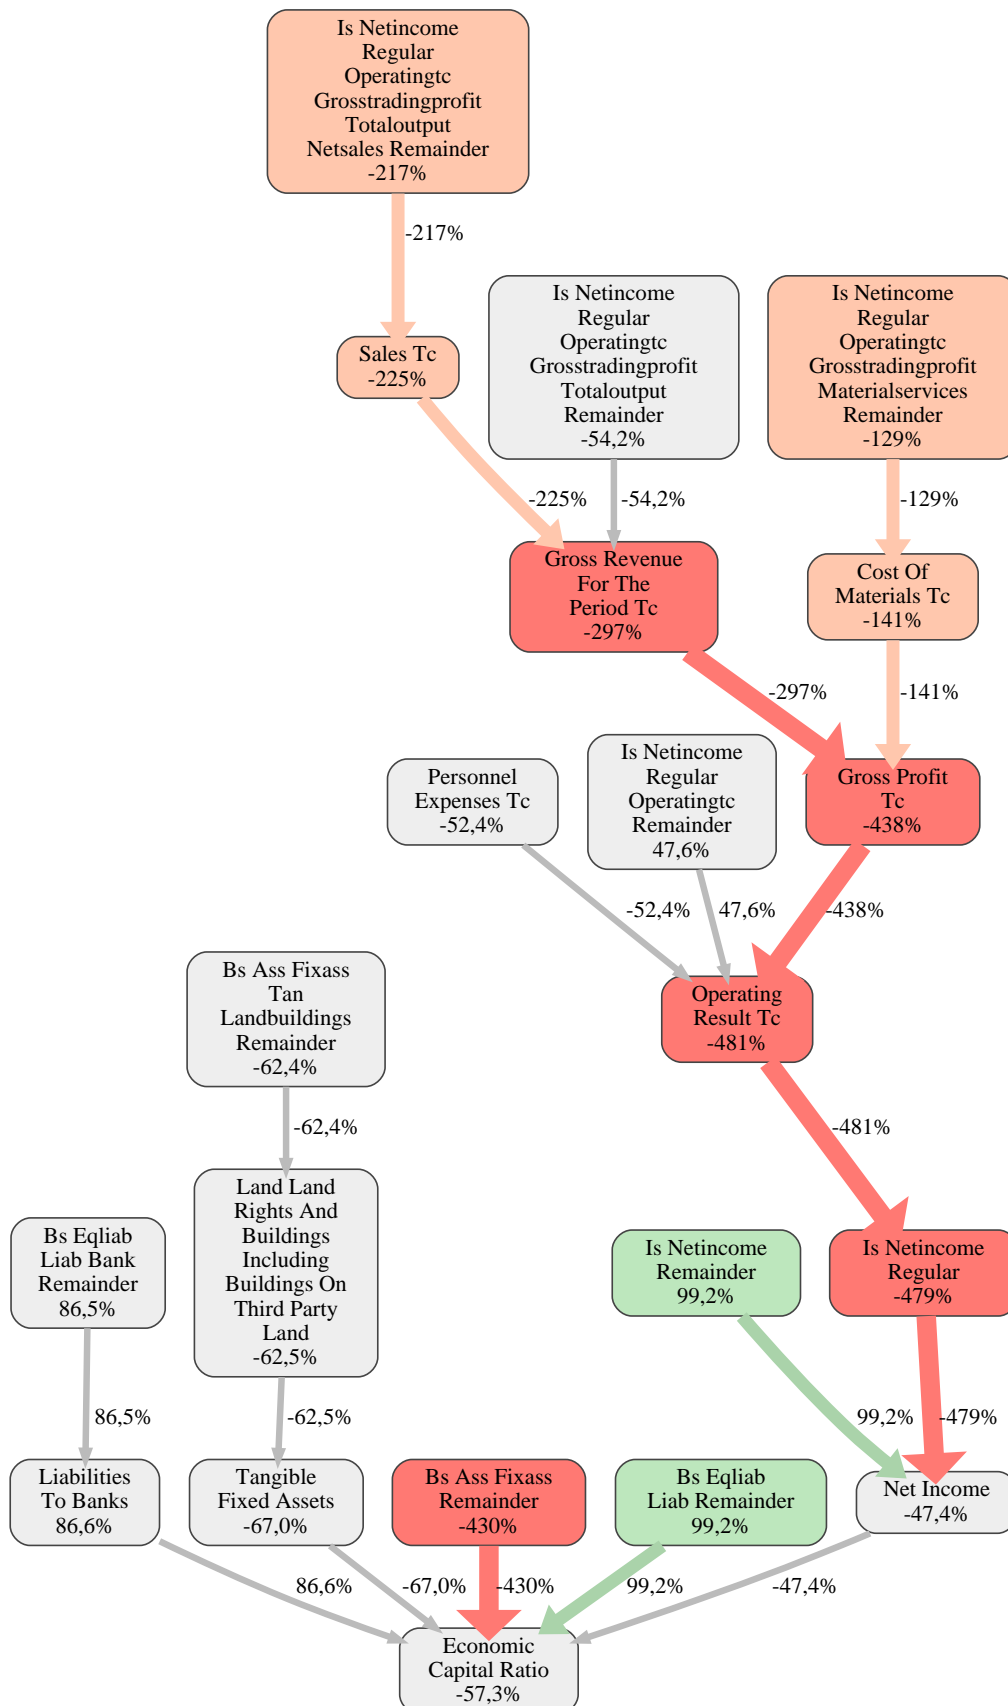 Is Netincome
Regular
Operatingtc
Grosstradingprofit
Totaloutput
Netsales Remainder
-217%
-217%
Sales Tc
-225%
Is Netincome
Regular
Operatingtc
Grosstradingprofit
Totaloutput
Remainder
-54,2%
Is Netincome
Regular
Operatingtc
Grosstradingprofit
Materialservices
Remainder
-129%
-225%
-54,2%
-129%
Gross Revenue
For The
Period Tc
-297%
Cost Of
Materials Tc
-141%
-297%
-141%
Personnel
Expenses Tc
-52,4%
Is Netincome
Regular
Operatingtc
Remainder
47,6%
Gross Profit
Tc
-438%
-52,4%
47,6%
-438%
Bs Ass Fixass
Tan
Landbuildings
Remainder
-62,4%
Operating
Result Tc
-481%
-62,4%
-481%
Bs Eqliab
Liab Bank
Remainder
86,5%
Land Land
Rights And
Buildings
Including
Buildings On
Third Party
Land
-62,5%
Is Netincome
Remainder
99,2%
Is Netincome
Regular
-479%
86,5%
-62,5%
99,2%
-479%
Liabilities
To Banks
86,6%
Tangible
Fixed Assets
-67,0%
Bs Ass Fixass
Remainder
-430%
Bs Eqliab
Liab Remainder
99,2%
Net Income
-47,4%
86,6%
-67,0%
-430%
99,2%
-47,4%
Economic
Capital Ratio
-57,3%